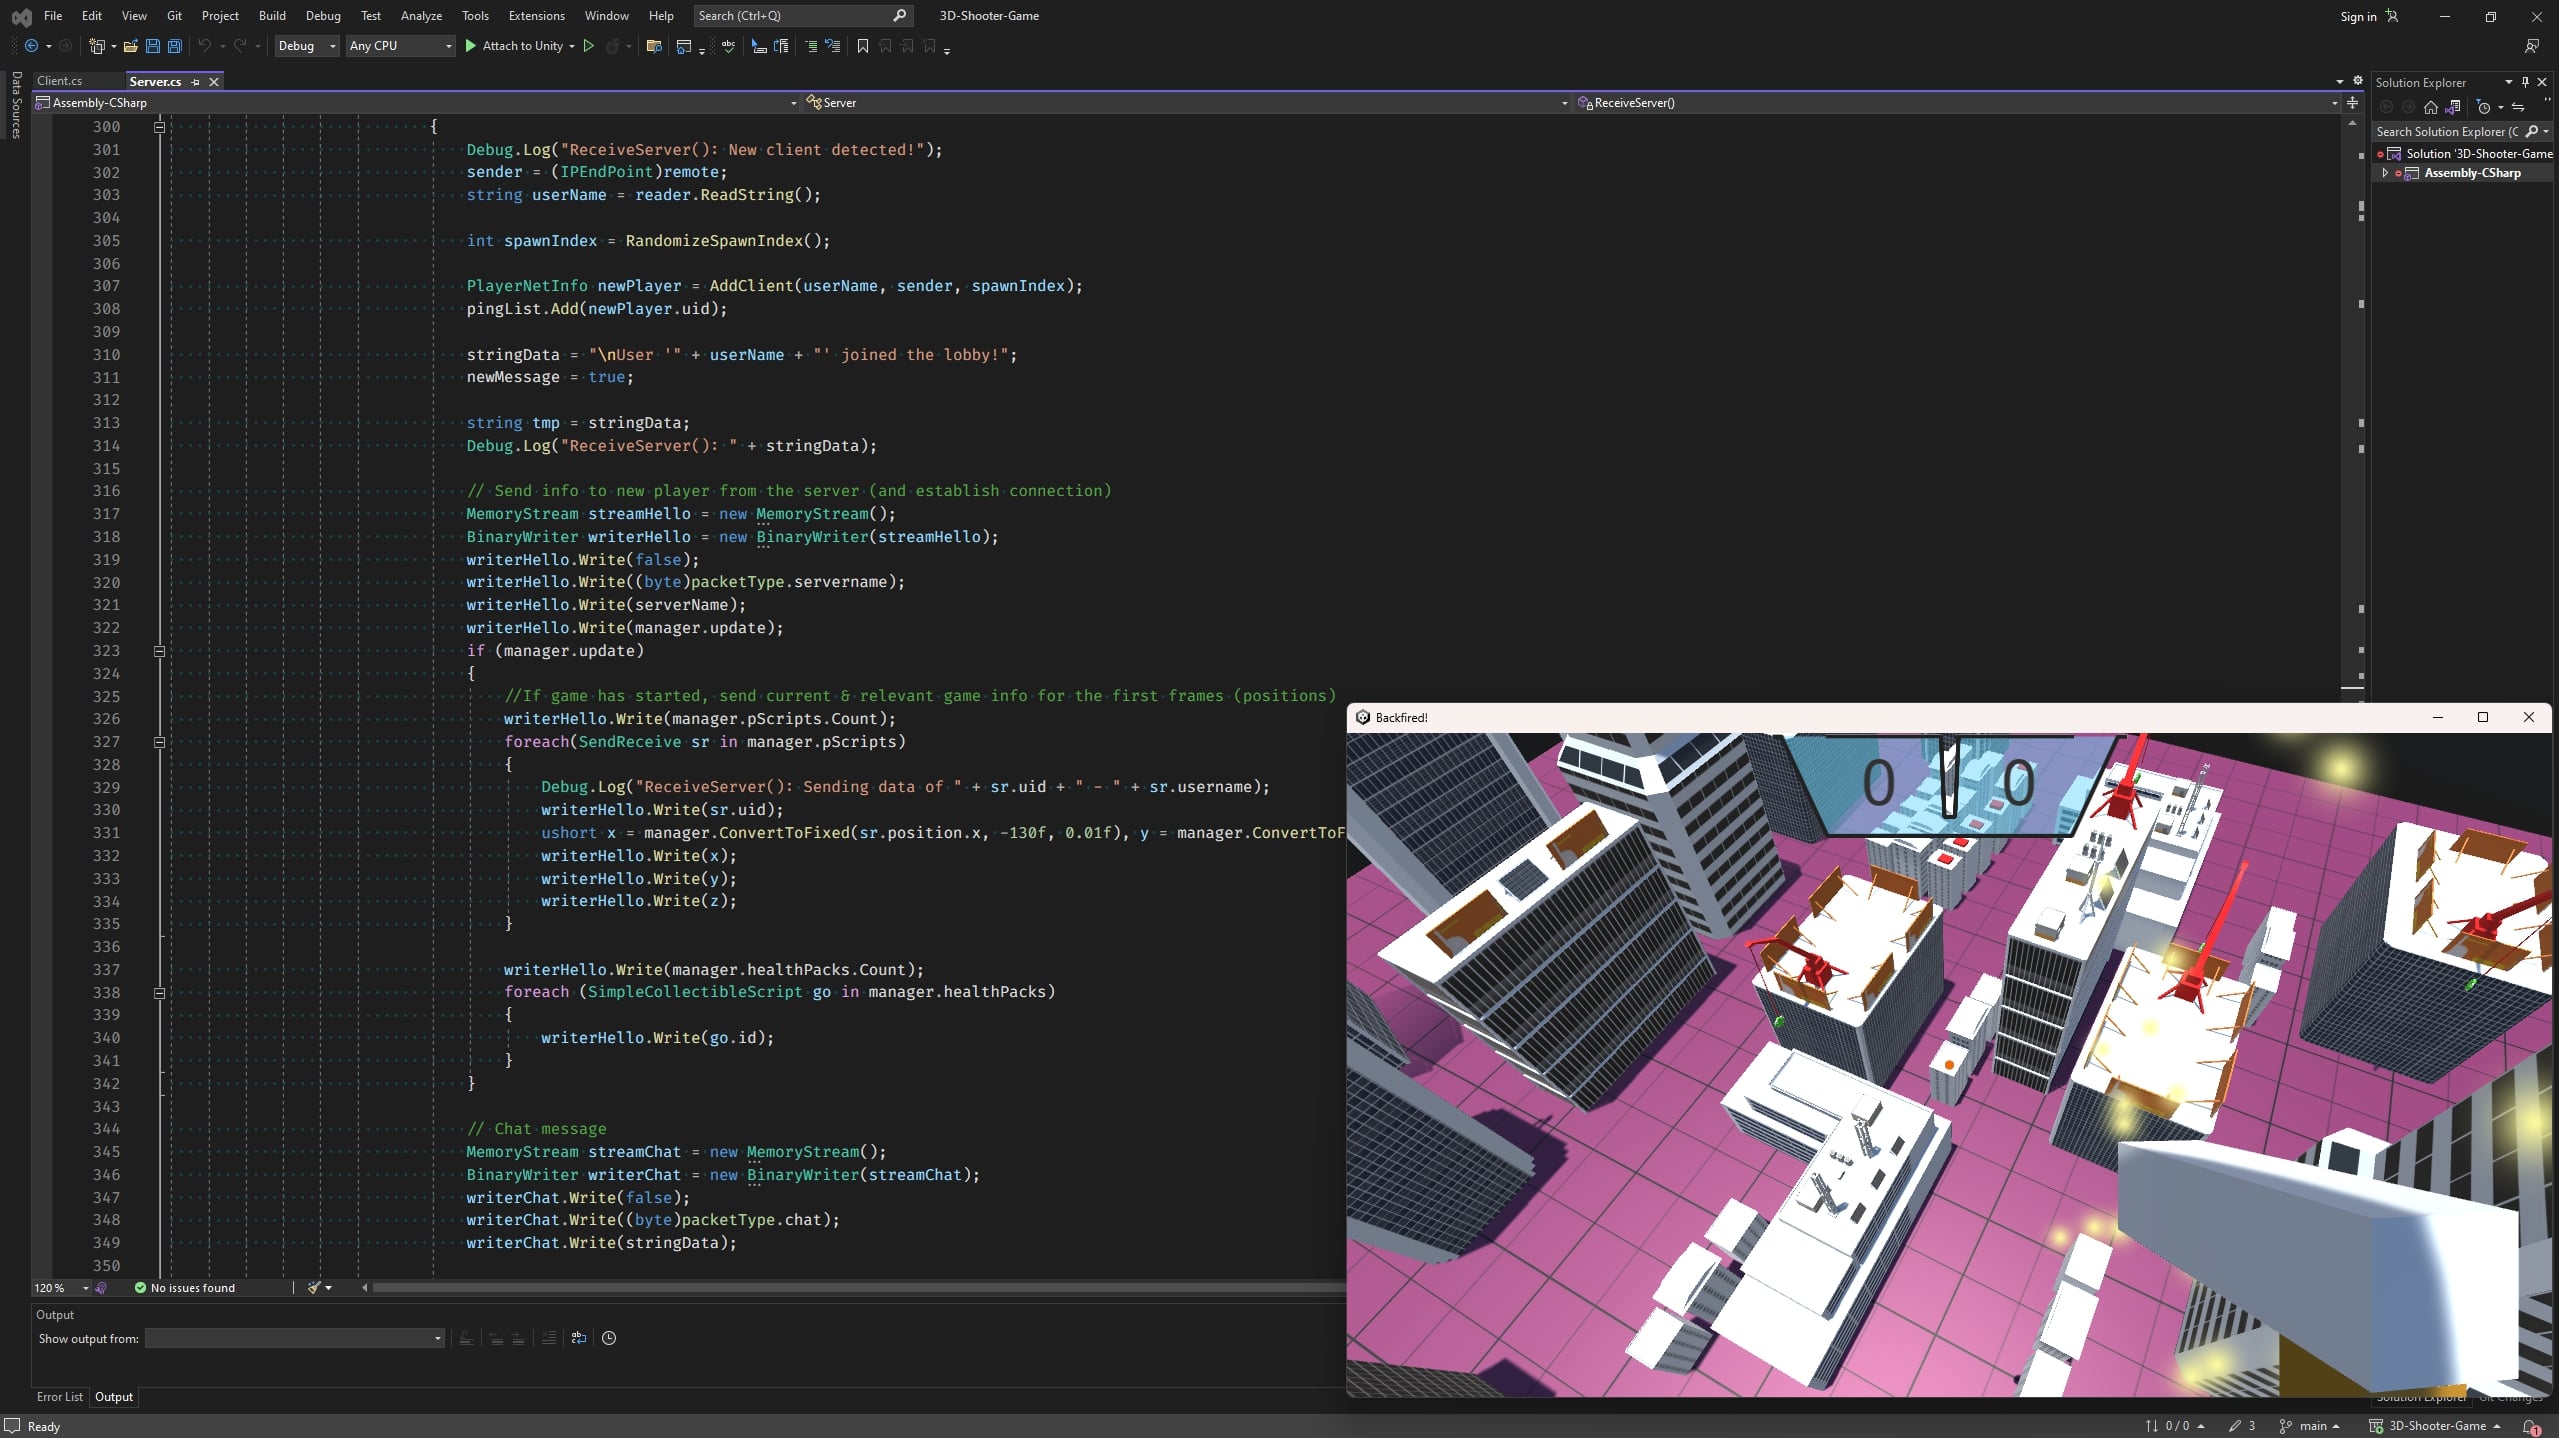 File Edit View Git Project Build Debug Test Analyze Tools Extensions Window Help Search (Ctrl+Q) 3D-Shooter-Game Sign in
Debug Any CPU Attach to Unity
Data Sources
Client.cs Server.cs
Assembly-CSharp Server ReceiveServer()
300 {
301 Debug.Log("ReceiveServer(): New client detected!");
302 sender = (IPEndPoint)remote;
303 string userName = reader.ReadString();
304
305 int spawnIndex = RandomizeSpawnIndex();
306
307 PlayerNetInfo newPlayer = AddClient(userName, sender, spawnIndex);
308 pingList.Add(newPlayer.uid);
309
310 stringData = "\nUser '" + userName + "' joined the lobby!";
311 newMessage = true;
312
313 string tmp = stringData;
314 Debug.Log("ReceiveServer(): " + stringData);
315
316 // Send info to new player from the server (and establish connection)
317 MemoryStream streamHello = new MemoryStream();
318 BinaryWriter writerHello = new BinaryWriter(streamHello);
319 writerHello.Write(false);
320 writerHello.Write((byte)packetType.servername);
321 writerHello.Write(serverName);
322 writerHello.Write(manager.update);
323 if (manager.update)
324 {
325 //If game has started, send current & relevant game info for the first frames (positions)
326 writerHello.Write(manager.pScripts.Count);
327 foreach(SendReceive sr in manager.pScripts)
328 {
329 Debug.Log("ReceiveServer(): Sending data of " + sr.uid + " - " + sr.username);
330 writerHello.Write(sr.uid);
331 ushort x = manager.ConvertToFixed(sr.position.x, -130f, 0.01f), y = manager.ConvertToF
332 writerHello.Write(x);
333 writerHello.Write(y);
334 writerHello.Write(z);
335 }
336
337 writerHello.Write(manager.healthPacks.Count);
338 foreach (SimpleCollectibleScript go in manager.healthPacks)
339 {
340 writerHello.Write(go.id);
341 }
342 }
343
344 // Chat message
345 MemoryStream streamChat = new MemoryStream();
346 BinaryWriter writerChat = new BinaryWriter(streamChat);
347 writerChat.Write(false);
348 writerChat.Write((byte)packetType.chat);
349 writerChat.Write(stringData);
350
120 % No issues found
Output
Show output from:
Error List Output
Ready
Solution Explorer
Search Solution Explorer (C
Solution '3D-Shooter-Game
Assembly-CSharp
Backfired!
0 0
Solution Explorer Git Changes
0 / 0 3 main 3D-Shooter-Game 1